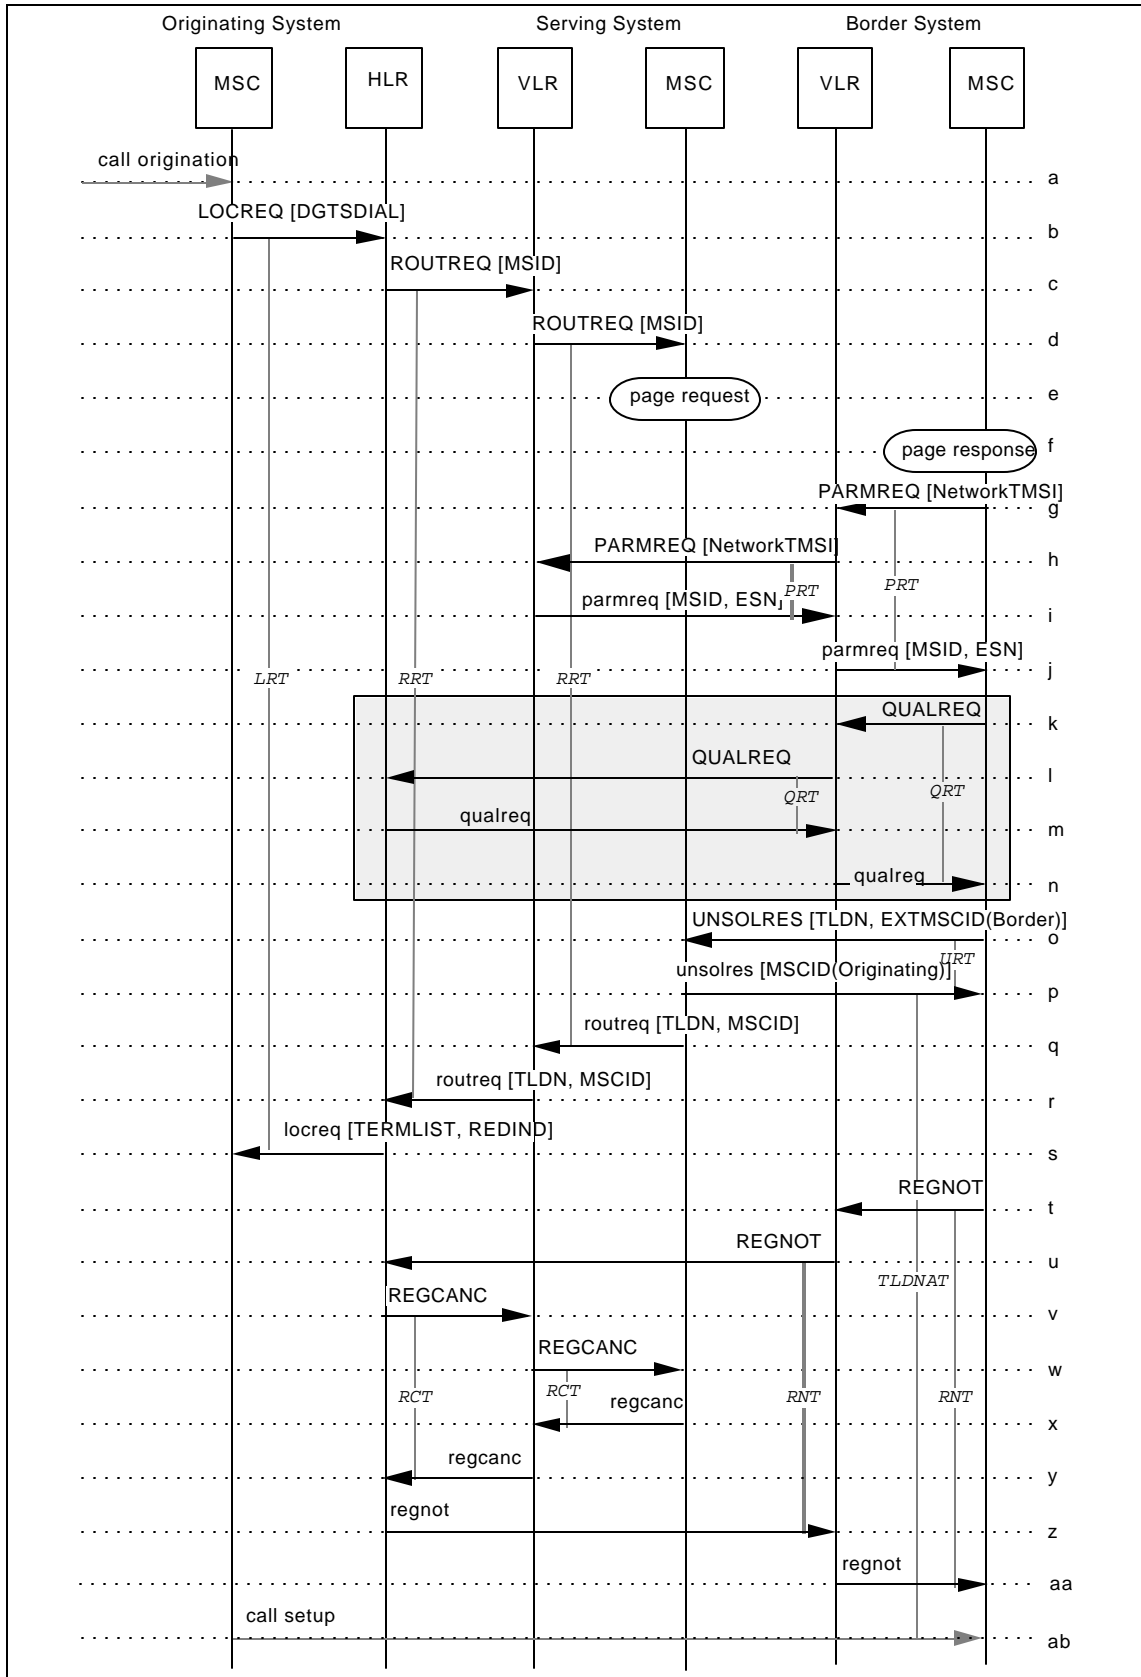 Originating System Serving System Border System
MSC HLR VLR MSC VLR MSC
call origination
a
LOCREQ [DGTSDIAL]
b
ROUTREQ [MSID]
c
ROUTREQ [MSID]
d
page request
e
page response
f
PARMREQ [NetworkTMSI]
g
PARMREQ [NetworkTMSI]
h
PRT PRT
parmreq [MSID, ESN]
i
parmreq [MSID, ESN]
j
LRT RRT RRT
QUALREQ
k
QUALREQ
l
QRT QRT
qualreq
m
qualreq
n
UNSOLRES [TLDN, EXTMSCID(Border)]
o
URT
unsolres [MSCID(Originating)]
p
routreq [TLDN, MSCID]
q
routreq [TLDN, MSCID]
r
locreq [TERMLIST, REDIND]
s
REGNOT
t
REGNOT
u
TLDNAT
REGCANC
v
REGCANC
w
RCT RCT RNT RNT
regcanc
x
regcanc
y
regnot
z
regnot
aa
call setup
ab